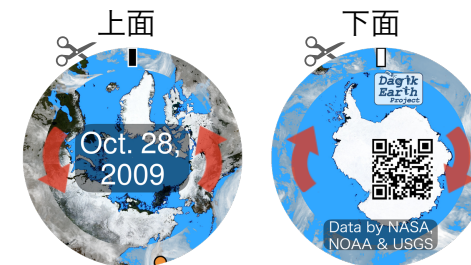 上面
下面
Oct. 28,
2009
Dagik
Earth
Project
Data by NASA,
NOAA & USGS